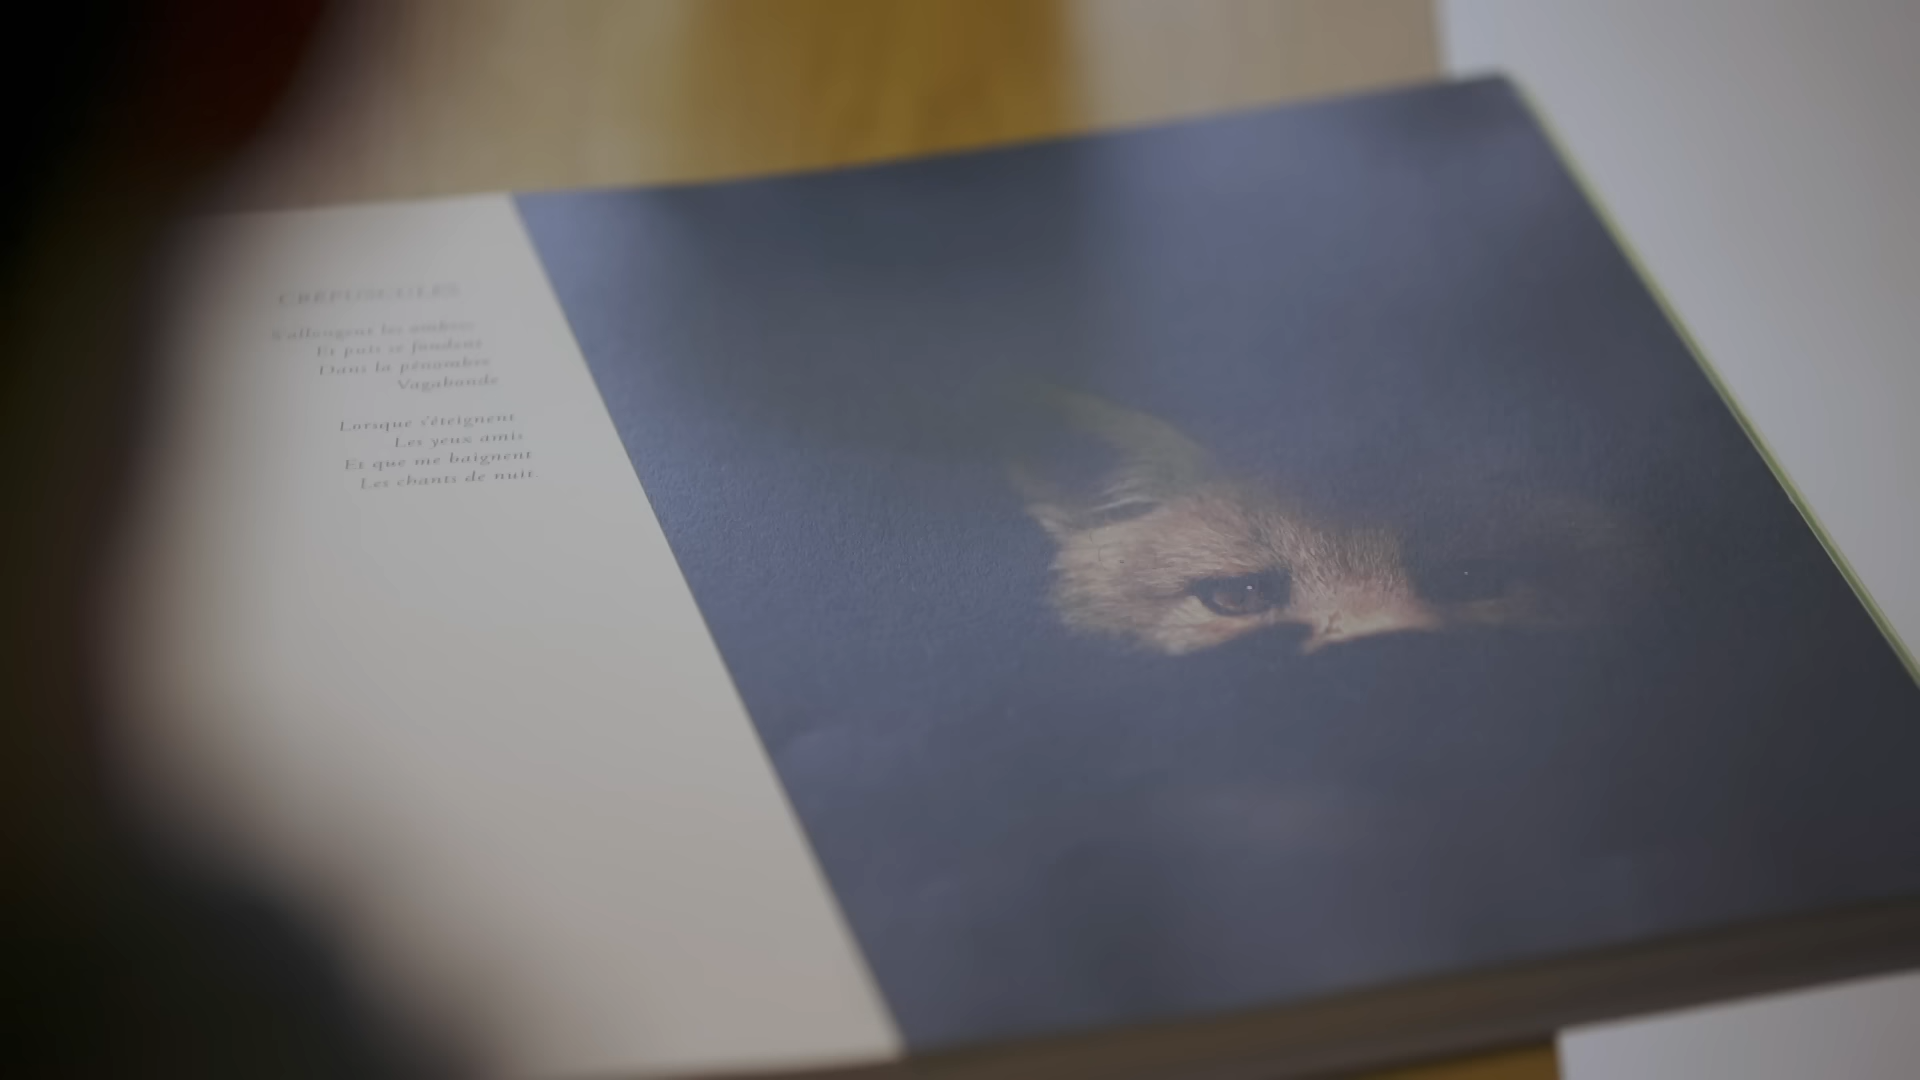 CRÉPUSCULES
S'allongent les ombres
Et puis se fondent
Dans la pénombre
Vagabonde
Lorsque s'éteignent
Les yeux amis
Et que me baignent
Les chants de nuit.